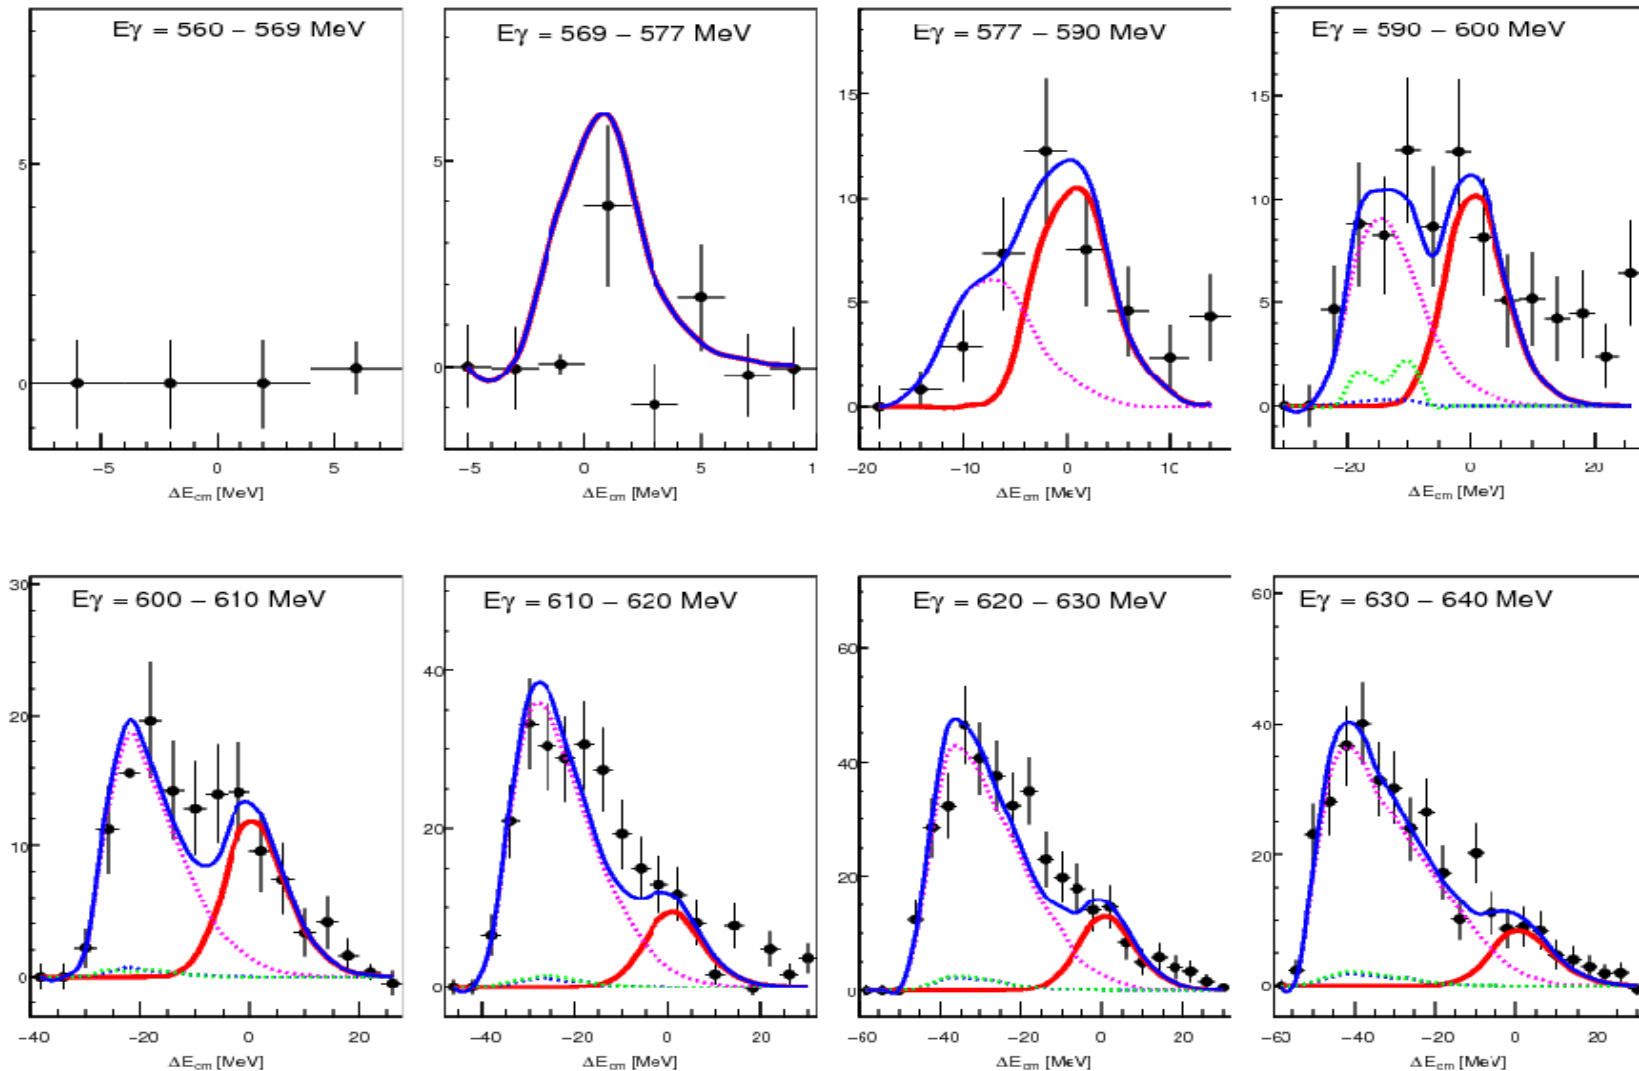 Eγ = 560 – 569 MeV
5
0
−5 0 5
ΔEcm [MeV]
Eγ = 569 – 577 MeV
5
0
−5 0 5 1
ΔEcm [MeV]
Eγ = 577 – 590 MeV
15
10
5
0
−20 −10 0 10
ΔEcm [MeV]
Eγ = 590 – 600 MeV
15
10
5
0
−20 0 20
ΔEcm [MeV]
Eγ = 600 – 610 MeV
30
20
10
0
−40 −20 0 20
ΔEcm [MeV]
Eγ = 610 – 620 MeV
40
20
0
−40 −20 0 20
ΔEcm [MeV]
Eγ = 620 – 630 MeV
60
40
20
0
−60 −40 −20 0 20
ΔEcm [MeV]
Eγ = 630 – 640 MeV
60
40
20
0
−60 −40 −20 0 20
ΔEcm [MeV]